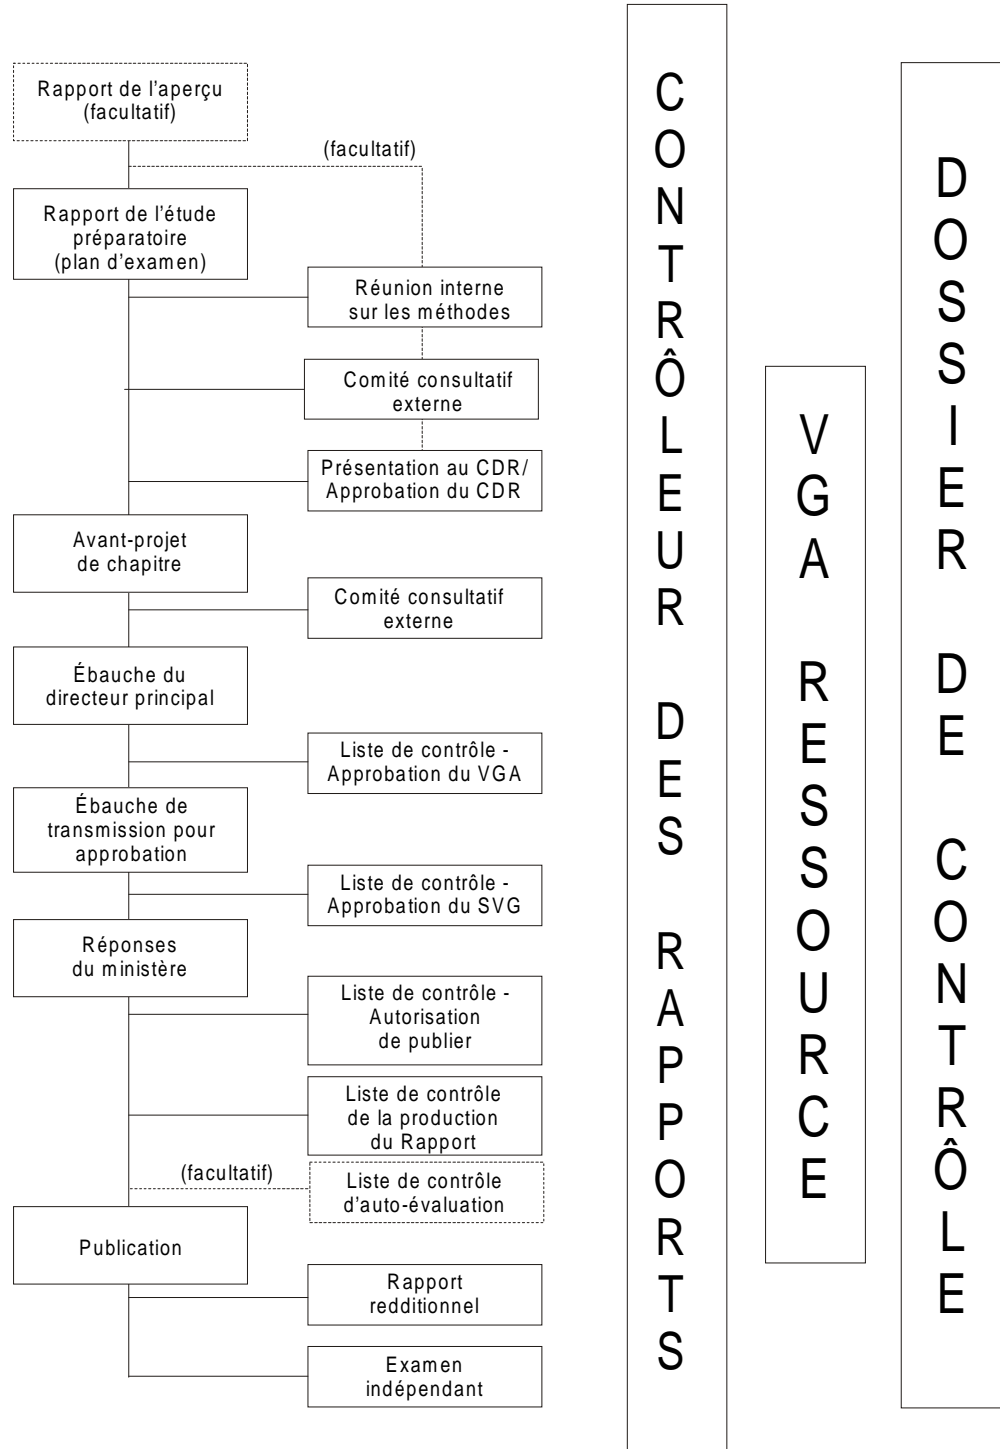 Rapport de l'aperçu
(facultatif)
(facultatif)
Rapport de l'étude
préparatoire
(plan d'examen)
Réunion interne
sur les méthodes
Comité consultatif
externe
Présentation au CDR/
Approbation du CDR
Avant-projet
de chapitre
Comité consultatif
externe
Ébauche du
directeur principal
Liste de contrôle -
Approbation du VGA
Ébauche de
transmission pour
approbation
Liste de contrôle -
Approbation du SVG
Réponses
du ministère
Liste de contrôle -
Autorisation
de publier
Liste de contrôle
de la production
du Rapport
(facultatif)
Liste de contrôle
d'auto-évaluation
Publication
Rapport
redditionnel
Examen
indépendant
CONTRÔLEUR DES RAPPORTS
VGA RESSOURCE
DOSSIER DE CONTRÔLE